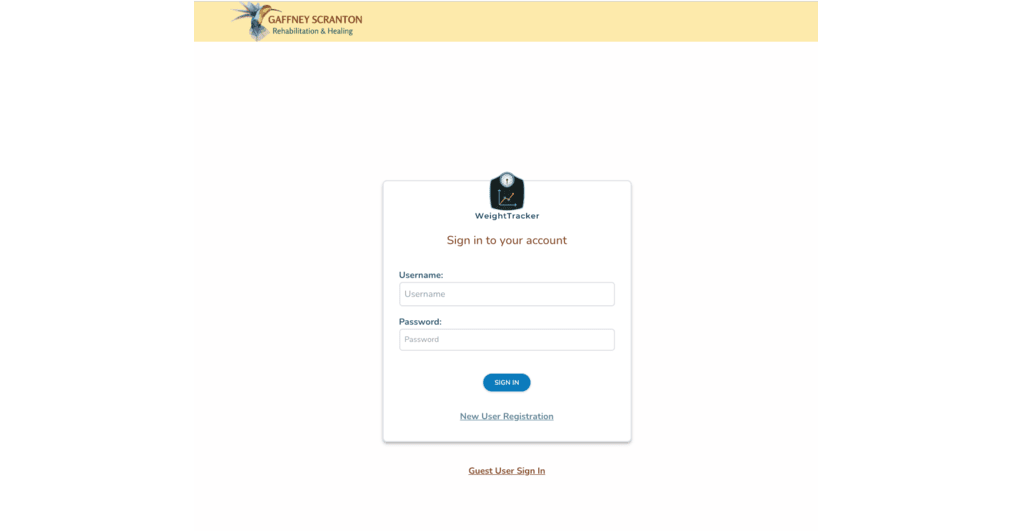 GAFFNEY SCRANTON
Rehabilitation & Healing
WeightTracker
Sign in to your account
Username:
Username
Password:
Password
SIGN IN
New User Registration
Guest User Sign In